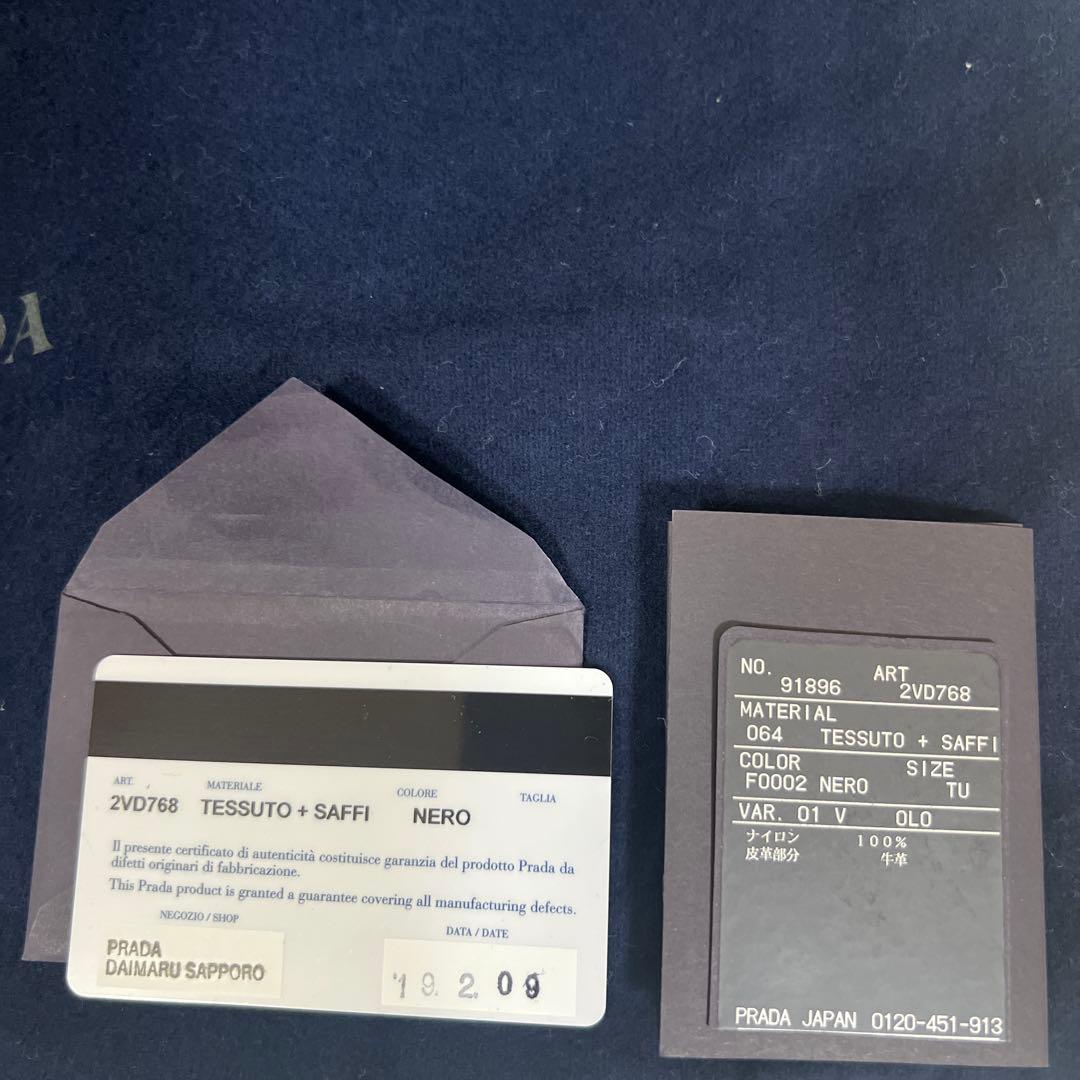 DA
ART. MATERIALE COLORE TAGLIA
2VD768 TESSUTO + SAFFI NERO
Il presente certificato di autenticità costituisce garanzia del prodotto Prada da
difetti originari di fabbricazione.
This Prada product is granted a guarantee covering all manufacturing defects.
NEGOZIO / SHOP
DATA / DATE
PRADA
DAIMARU SAPPORO
'19. 2. 09
NO. ART
91896 2VD768
MATERIAL
064 TESSUTO + SAFFI
COLOR SIZE
F0002 NERO TU
VAR. 01 V OLO
ナイロン 100%
皮革部分 牛革
PRADA JAPAN 0120-451-913